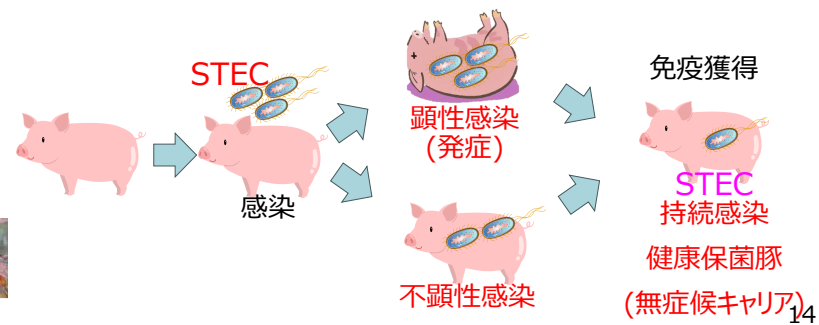 STEC
感染
顕性感染
(発症)
不顕性感染
免疫獲得
STEC
持続感染
健康保菌豚
(無症候キャリア)
14